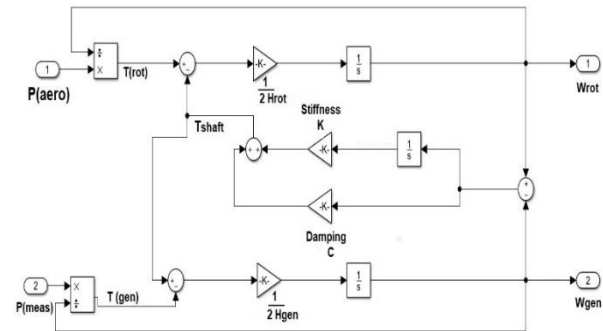 ÷
×
T(rot)
+
-
-K-
1
s
1
P(aero)
1
2 Hrot
Wrot
Stiffness
K
Tshaft
+ +
-K-
1
s
+
-
-K-
Damping
C
2
P(meas)
×
÷
T (gen)
+
-
-K-
1
2 Hgen
1
s
2
Wgen